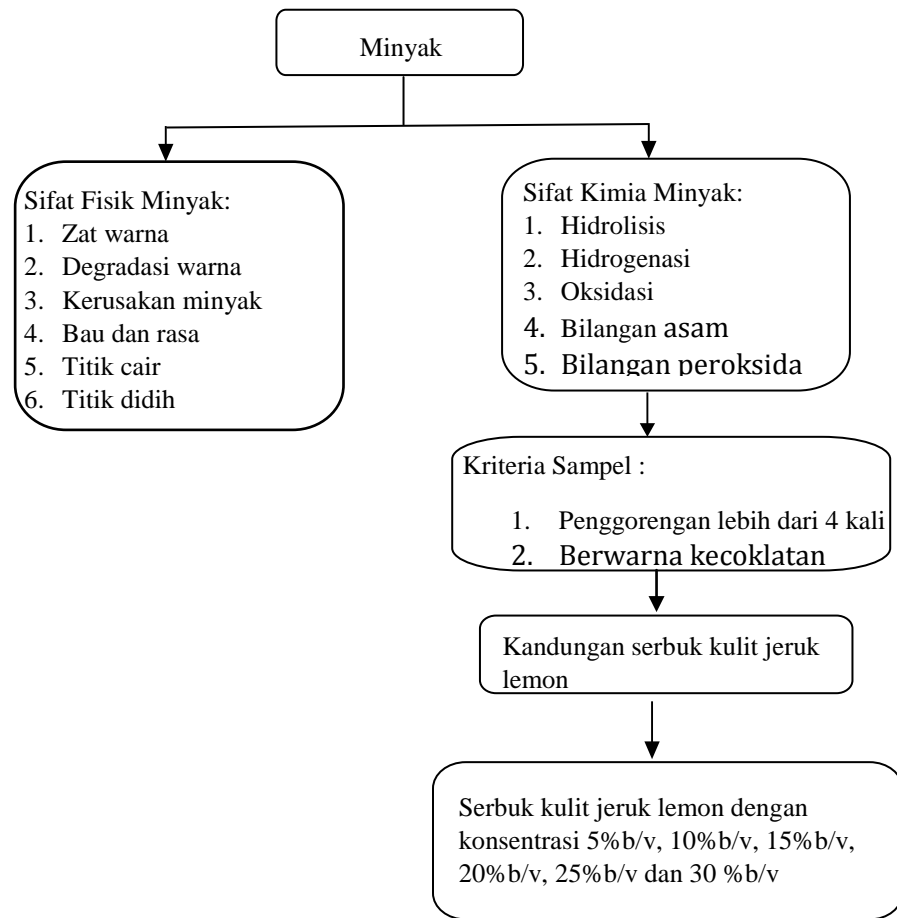 Minyak
Sifat Fisik Minyak:
1. Zat warna
2. Degradasi warna
3. Kerusakan minyak
4. Bau dan rasa
5. Titik cair
6. Titik didih
Sifat Kimia Minyak:
1. Hidrolisis
2. Hidrogenasi
3. Oksidasi
4. Bilangan asam
5. Bilangan peroksida
Kriteria Sampel :
1. Penggorengan lebih dari 4 kali
2. Berwarna kecoklatan
Kandungan serbuk kulit jeruk
lemon
Serbuk kulit jeruk lemon dengan
konsentrasi 5%b/v, 10%b/v, 15%b/v,
20%b/v, 25%b/v dan 30 %b/v